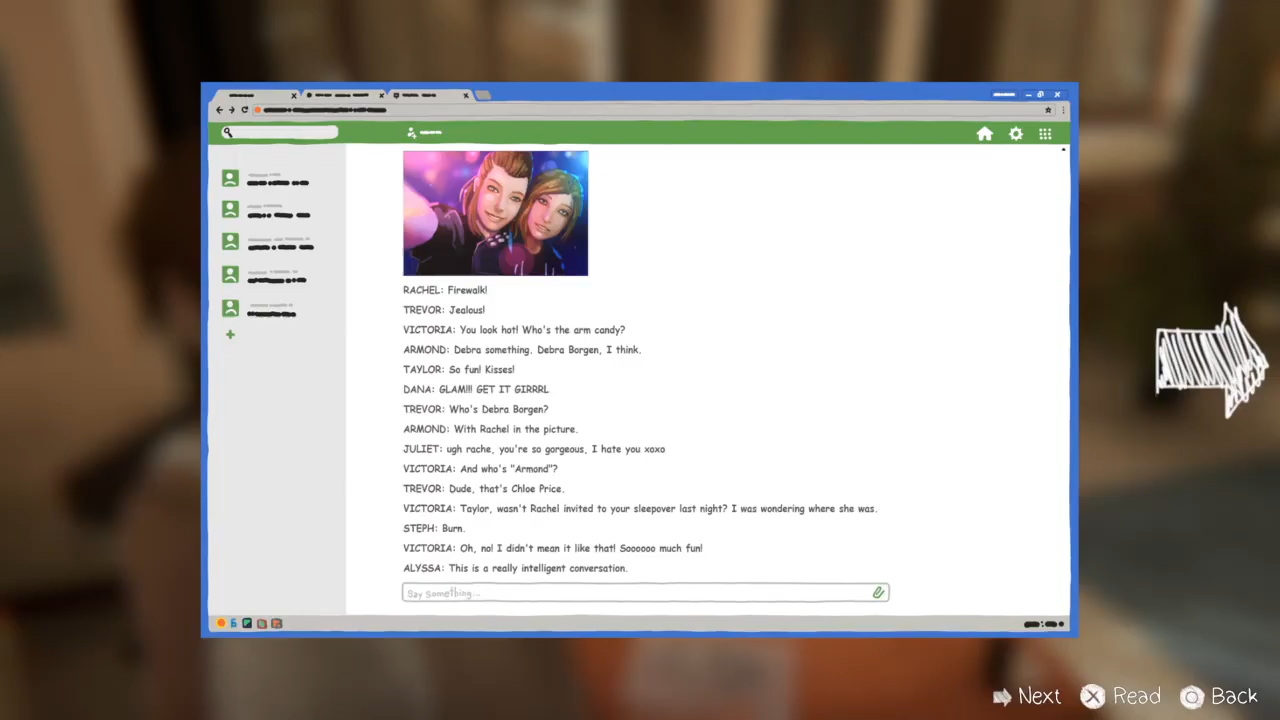 RACHEL: Firewalk!
TREVOR: Jealous!
VICTORIA: You look hot! Who's the arm candy?
ARMOND: Debra something. Debra Borgen, I think.
TAYLOR: So fun! Kisses!
DANA: GLAM!!! GET IT GIRRRL
TREVOR: Who's Debra Borgen?
ARMOND: With Rachel in the picture.
JULIET: ugh rache, you're so gorgeous, I hate you xoxo
VICTORIA: And who's "Armond"?
TREVOR: Dude, that's Chloe Price.
VICTORIA: Taylor, wasn't Rachel invited to your sleepover last night? I was wondering where she was.
STEPH: Burn.
VICTORIA: Oh, no! I didn't mean it like that! Soooooo much fun!
ALYSSA: This is a really intelligent conversation.
Say Something...
Next Read Back